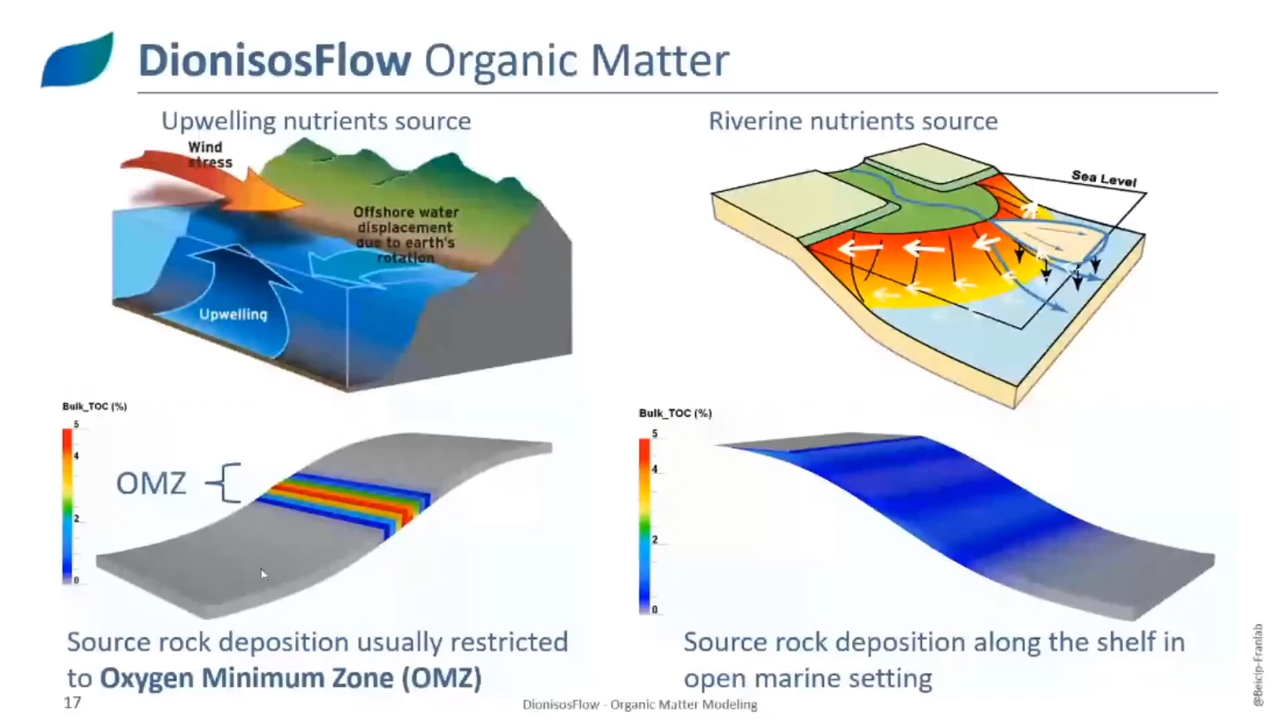 DionisosFlow Organic Matter
Upwelling nutrients source
Wind
stress
Offshore water
displacement
due to earth's
rotation
Upwelling
Riverine nutrients source
Sea Level
Bulk_TOC (%)
5
4
2
0
OMZ
Bulk_TOC (%)
5
4
2
0
Source rock deposition usually restricted
to Oxygen Minimum Zone (OMZ)
Source rock deposition along the shelf in
open marine setting
17
DionisosFlow - Organic Matter Modeling
@Beicip-Franlab